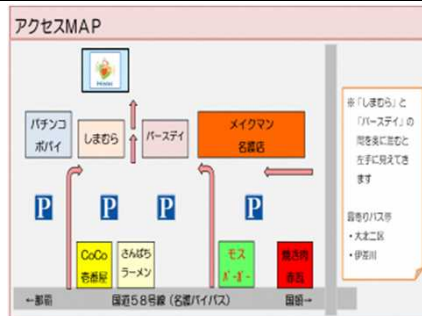 アクセスMAP
パチンコ
ポパイ
しまむら
バースデイ
メイクマン
名護店
※「しまむら」と
「バースデイ」の
間を奥に進むと
左手に見えてき
ます
最寄りバス停
・大北二区
・伊差川
P
P
P
P
CoCo
壱番屋
さんぱち
ラーメン
モス
バーガー
焼き肉
←那覇
国道58号線（名護バイパス）
国頭→